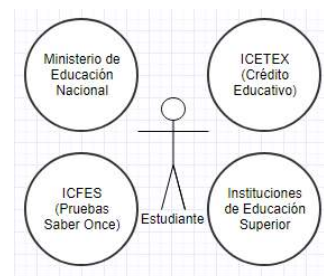 Ministerio de
Educación
Nacional
ICETEX
(Crédito
Educativo)
ICFES
(Pruebas
Saber Once)
Estudiante
Instituciones
de Educación
Superior